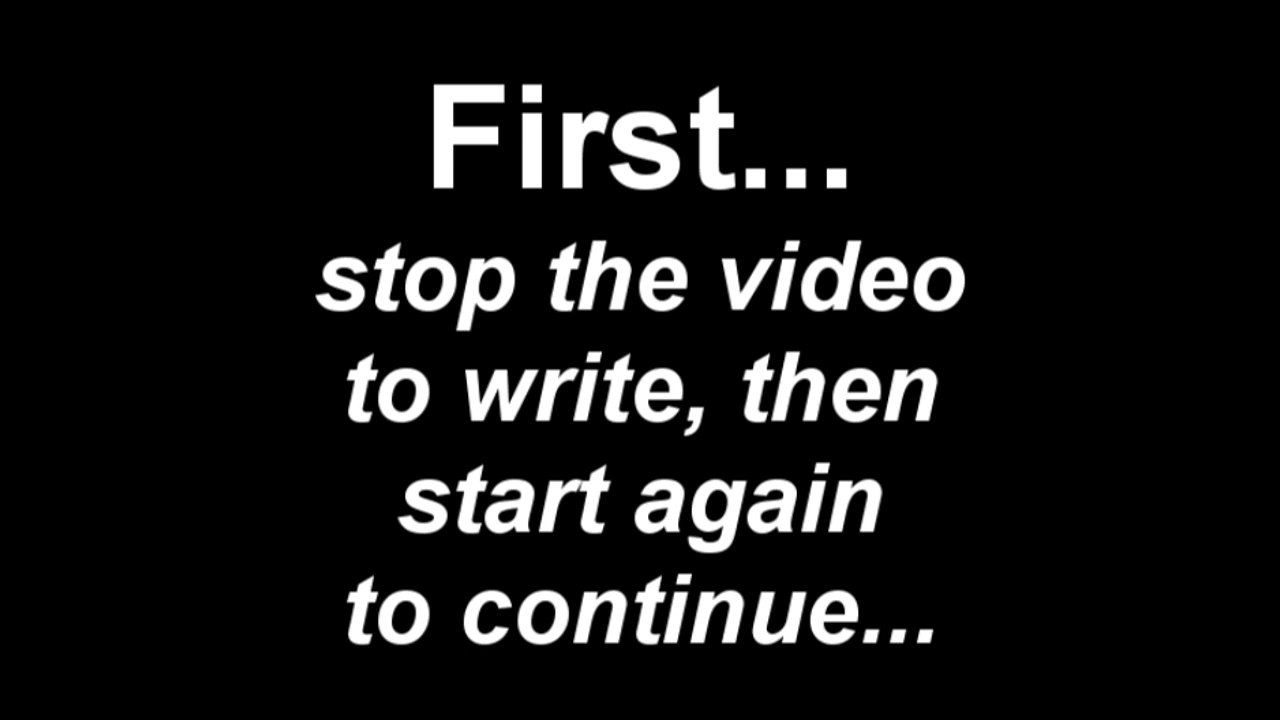 First...
stop the video
to write, then
start again
to continue...